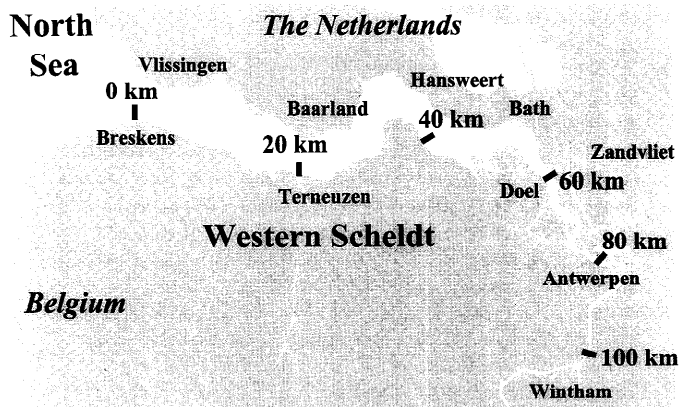 North
Sea
The Netherlands
Vlissingen
0 km
Breskens
Baarland
20 km
Terneuzen
Hansweert
40 km
Bath
Zandvliet
Doel
60 km
Western Scheldt
80 km
Antwerpen
Belgium
100 km
Wintham